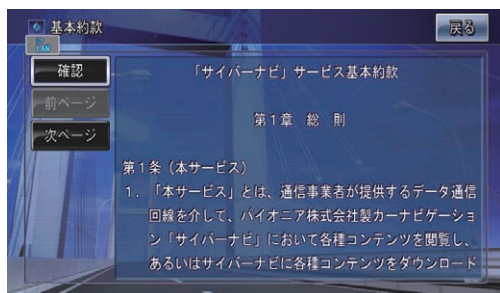 基本約款
戻る
LAN
確認
前ページ
次ページ
「サイバーナビ」サービス基本約款
第1章 総 則
第1条(本サービス)
1. 「本サービス」とは、通信事業者が提供するデータ通信
回線を介して、パイオニア株式会社製カーナビゲーショ
ン「サイバーナビ」において各種コンテンツを閲覧し、
あるいはサイバーナビに各種コンテンツをダウンロード